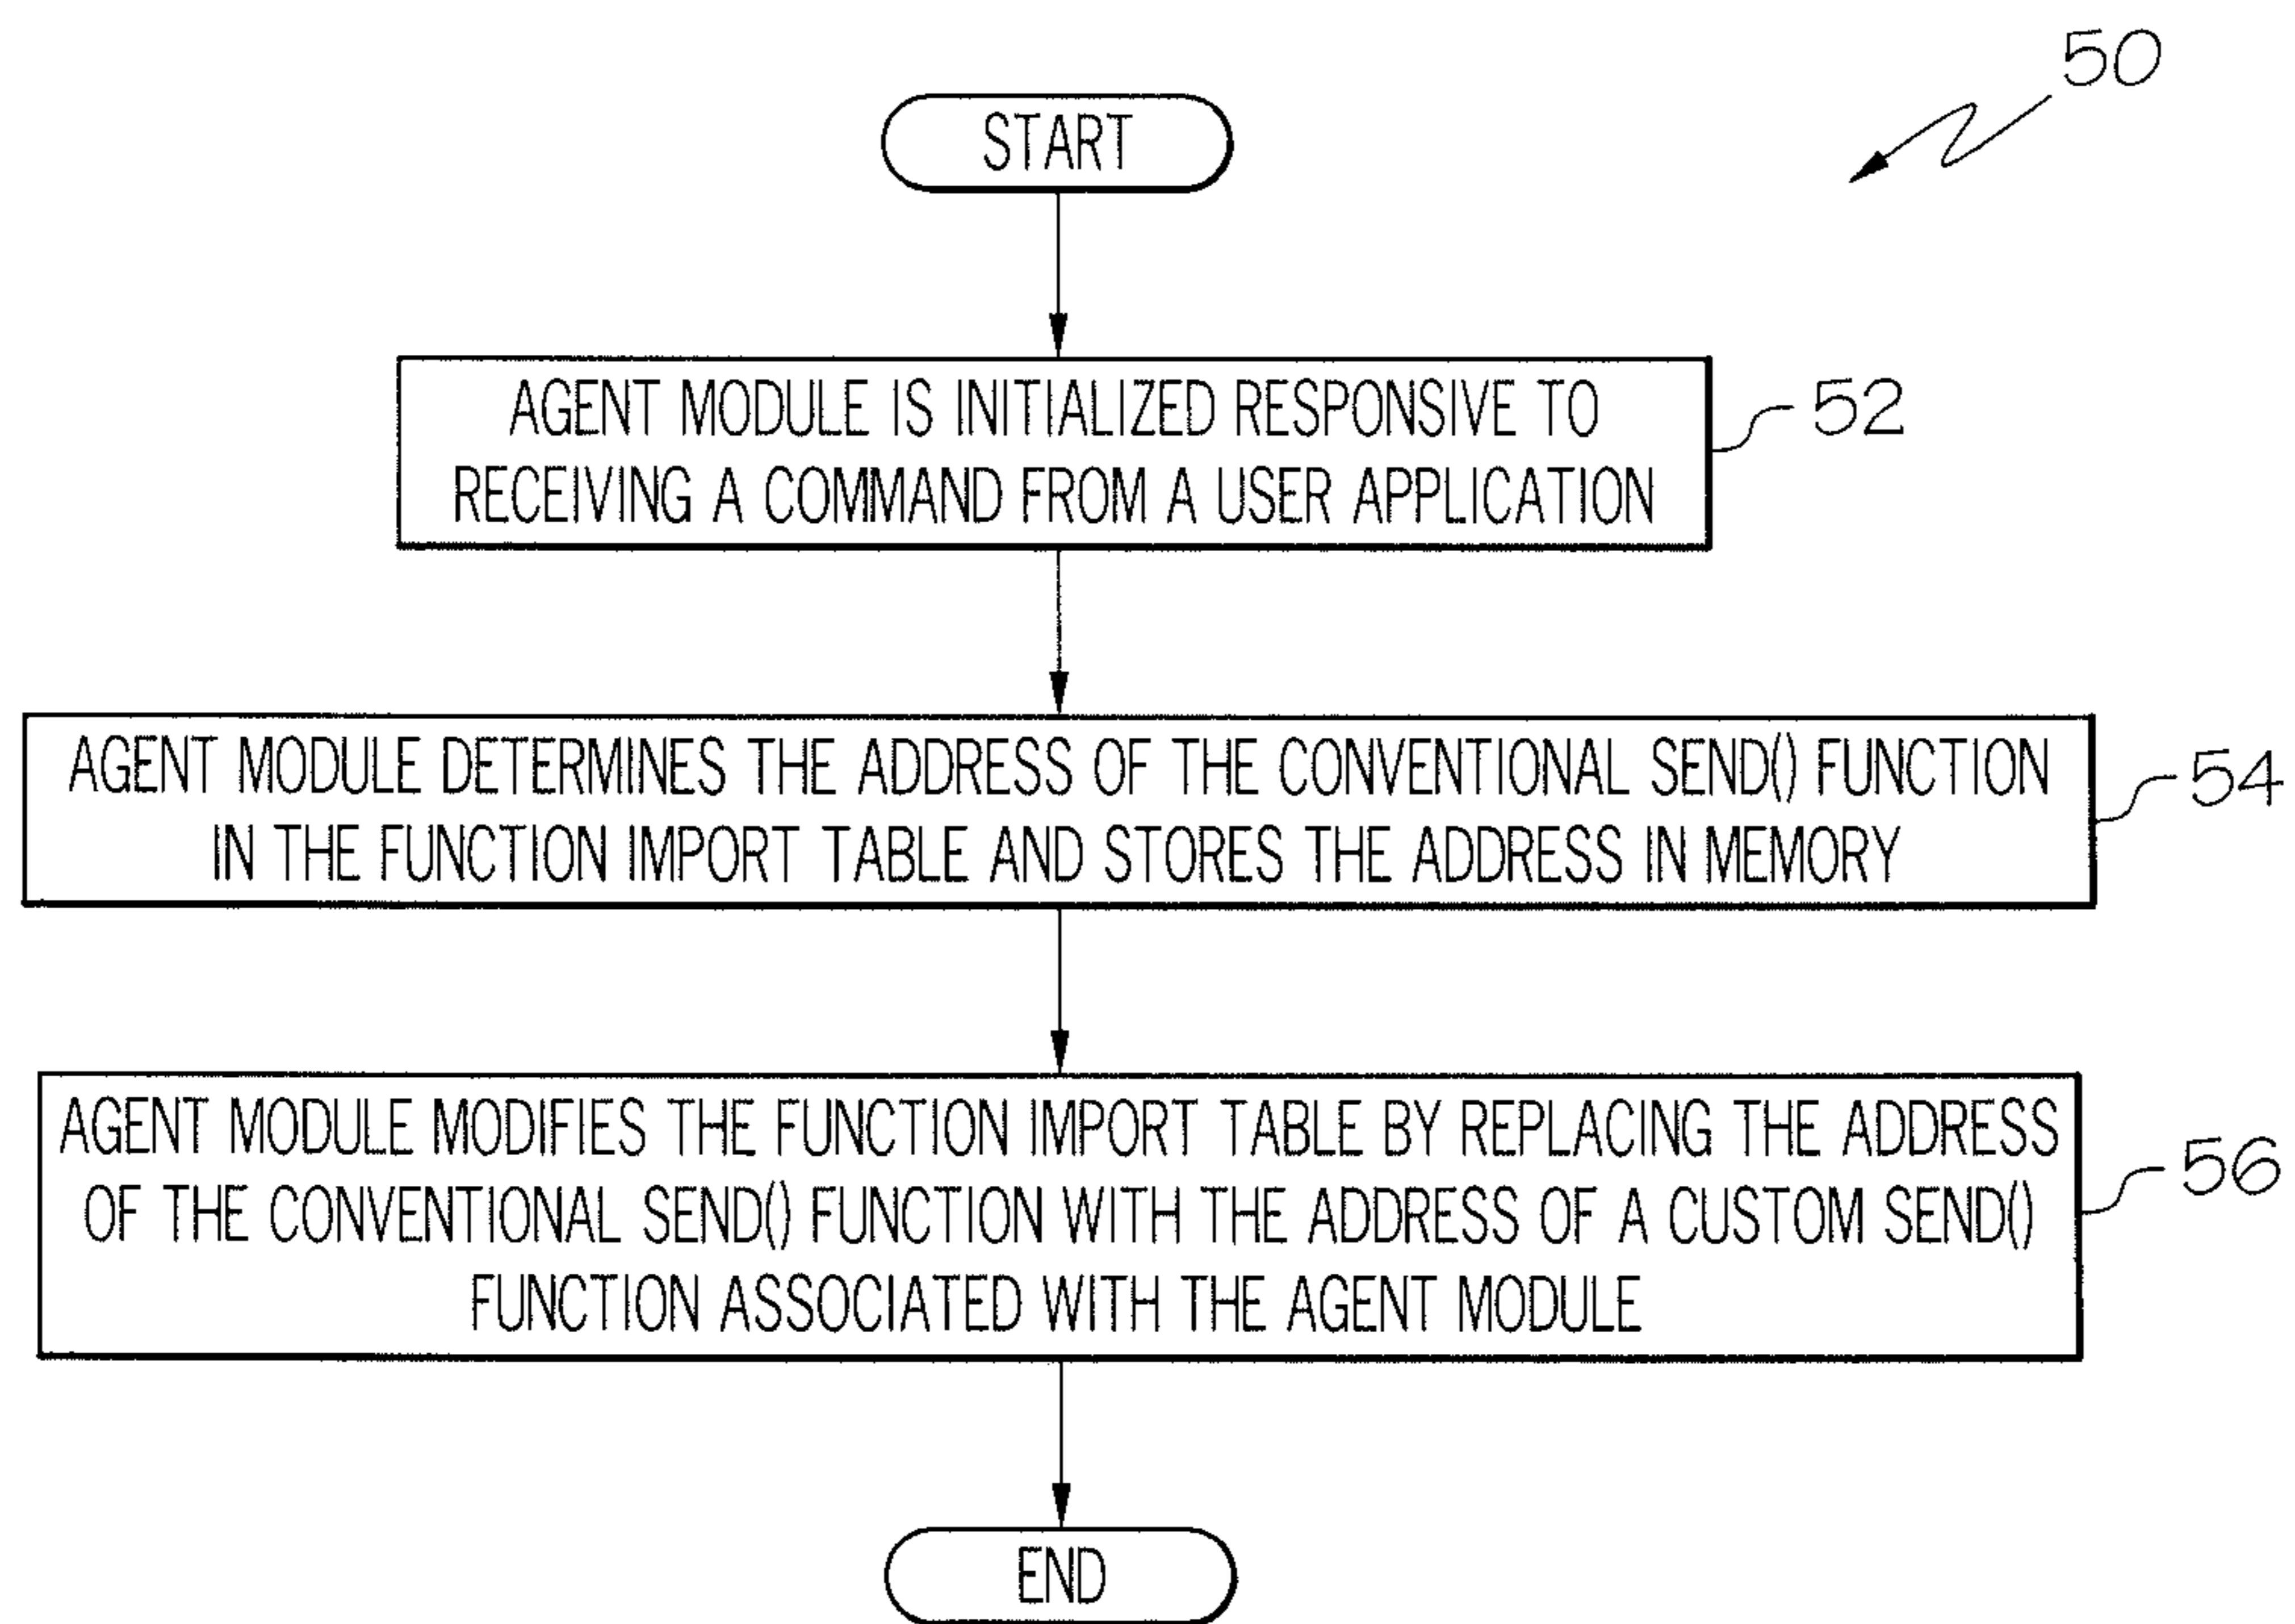 50
START
AGENT MODULE IS INITIALIZED RESPONSIVE TO
RECEIVING A COMMAND FROM A USER APPLICATION
52
AGENT MODULE DETERMINES THE ADDRESS OF THE CONVENTIONAL SEND() FUNCTION
IN THE FUNCTION IMPORT TABLE AND STORES THE ADDRESS IN MEMORY
54
AGENT MODULE MODIFIES THE FUNCTION IMPORT TABLE BY REPLACING THE ADDRESS
OF THE CONVENTIONAL SEND() FUNCTION WITH THE ADDRESS OF A CUSTOM SEND()
FUNCTION ASSOCIATED WITH THE AGENT MODULE
56
END